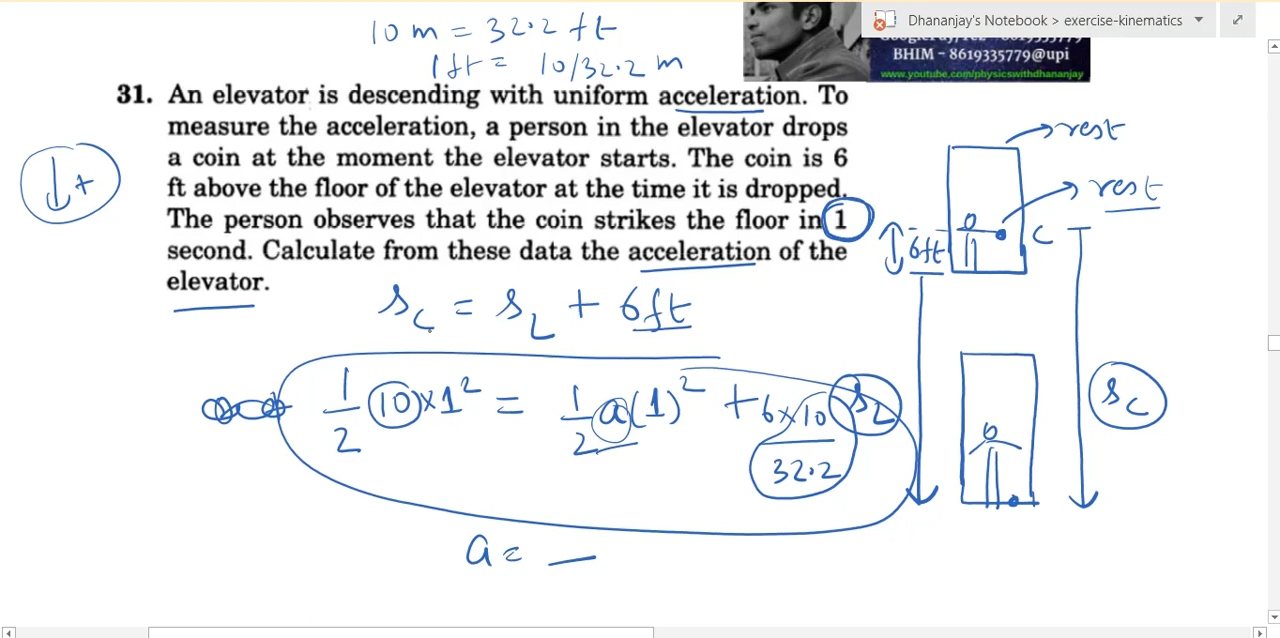 Dhananjay's Notebook > exercise-kinematics
BHIM - 8619335779@upi
www.youtube.com/physicswithdhananjay
10 m = 32.2 ft
1 ft = 10/32.2 m
31. An elevator is descending with uniform acceleration. To
measure the acceleration, a person in the elevator drops
a coin at the moment the elevator starts. The coin is 6
ft above the floor of the elevator at the time it is dropped.
The person observes that the coin strikes the floor in 1
second. Calculate from these data the acceleration of the
elevator.
↓+
rest
rest
C
6ft
s_C = s_L + 6ft
1/2 10×1² = 1/2 a(1)² + 6×10/32.2
s_L
s_C
a = —